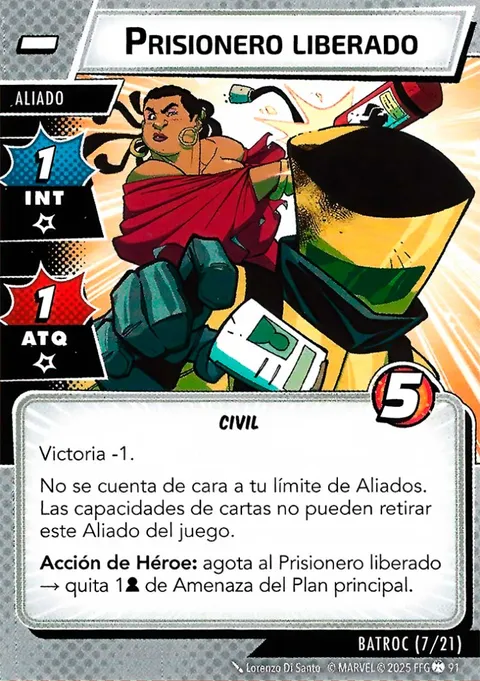 PRISIONERO LIBERADO
ALIADO
1
INT
1
ATQ
5
CIVIL
Victoria -1.
No se cuenta de cara a tu límite de Aliados.
Las capacidades de cartas no pueden retirar
este Aliado del juego.
Acción de Héroe: agota al Prisionero liberado
→ quita 1 de Amenaza del Plan principal.
BATROC (7/21)
Lorenzo Di Santo © MARVEL © 2025 FFG 91